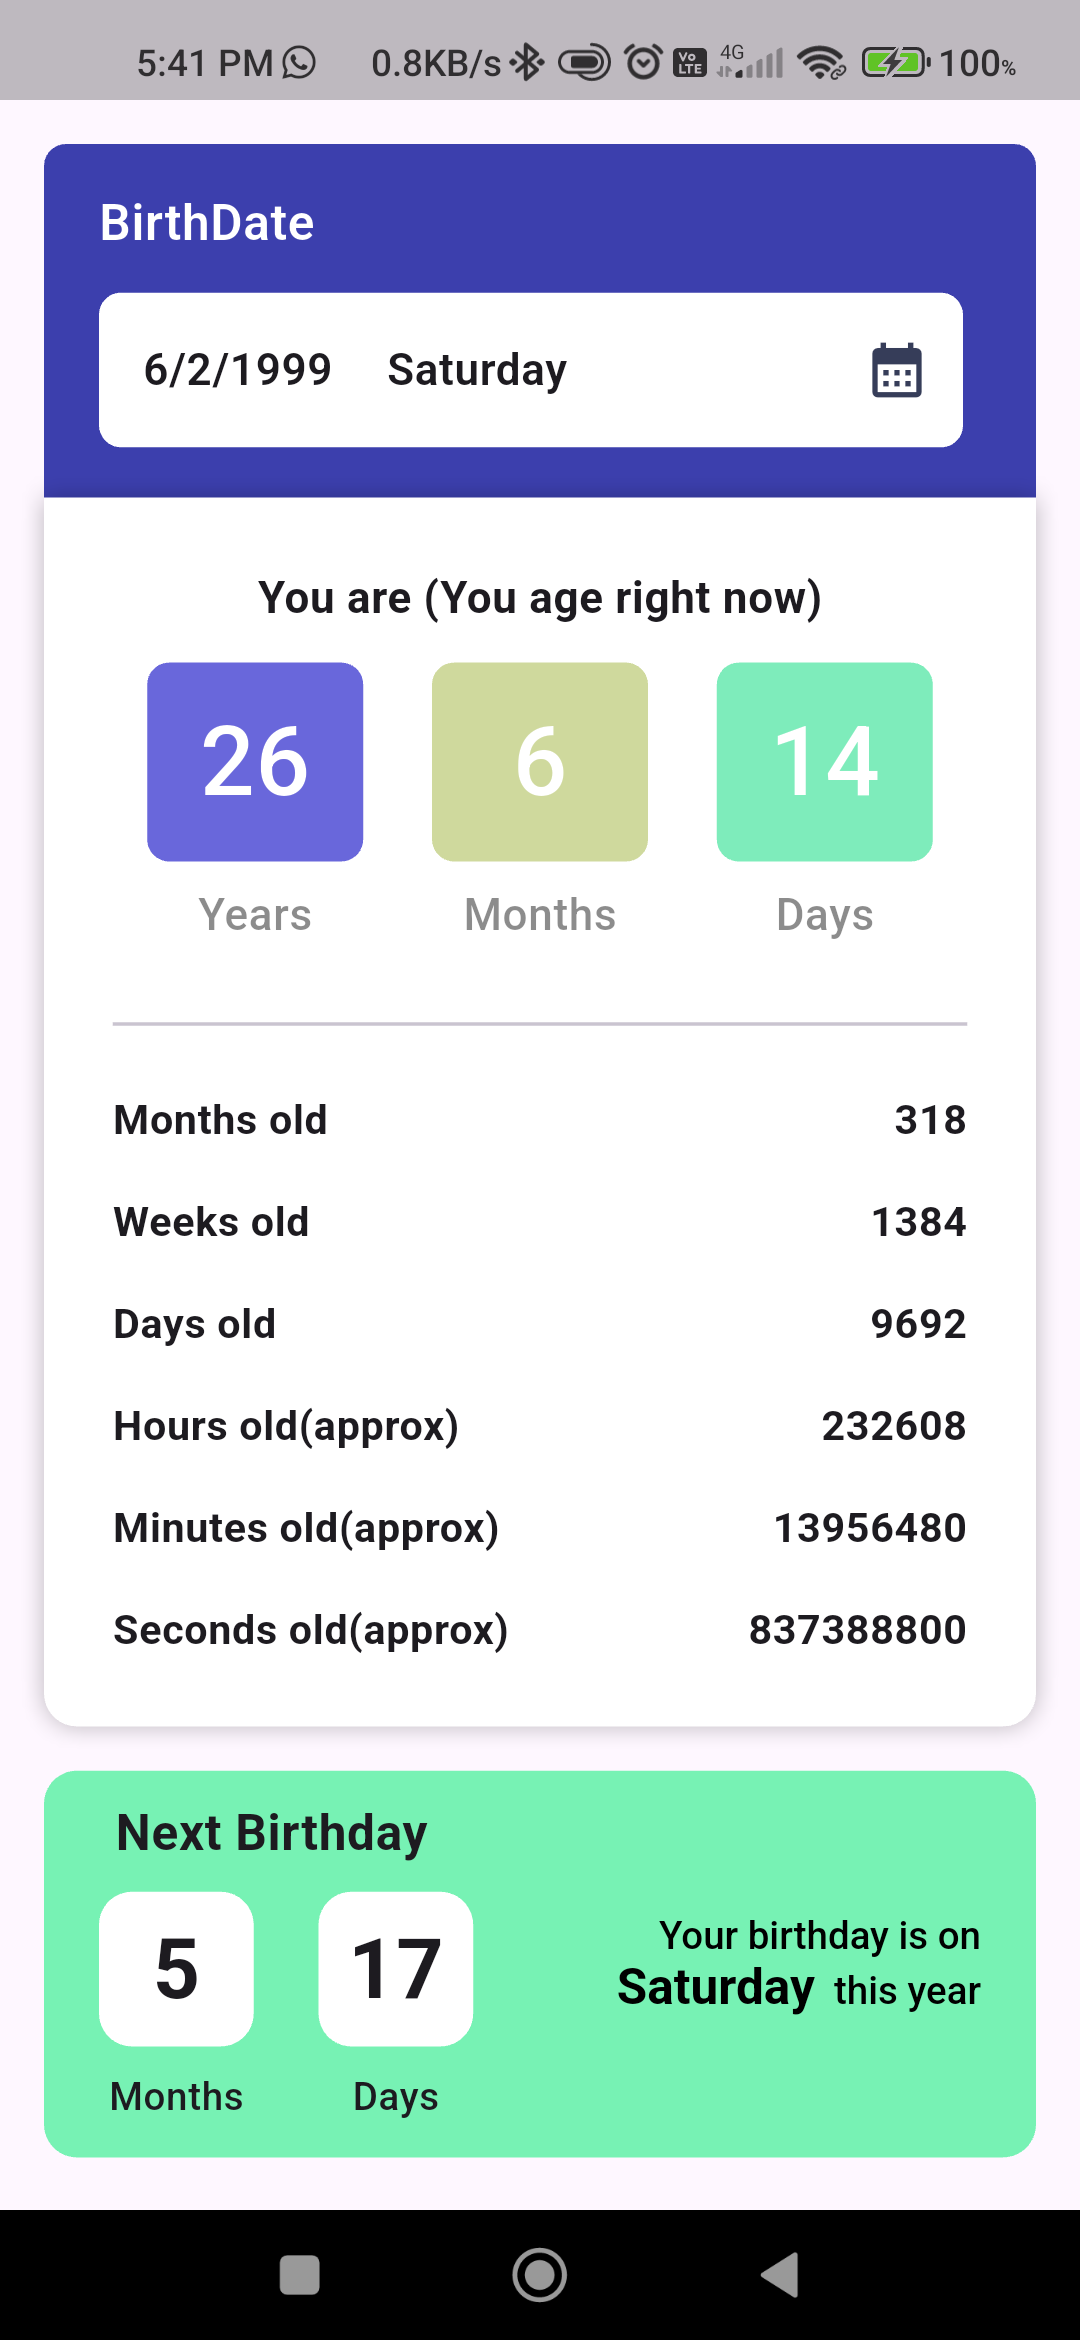 5:41 PM 0.8KB/s Vo LTE 4G 100%
BirthDate
6/2/1999 Saturday
You are (You age right now)
26 6 14
Years Months Days
Months old 318
Weeks old 1384
Days old 9692
Hours old(approx) 232608
Minutes old(approx) 13956480
Seconds old(approx) 837388800
Next Birthday
5 17
Months Days
Your birthday is on
Saturday this year